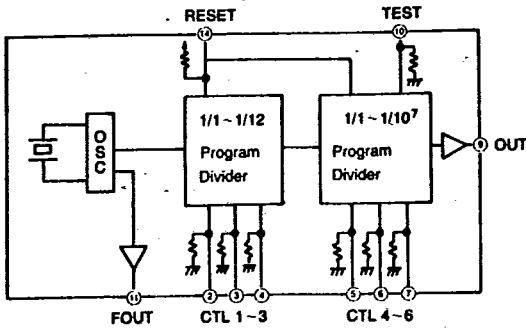 RESET
TEST
14
10
O
S
C
1/1~1/12
Program
Divider
1/1~1/10⁷
Program
Divider
9 OUT
11
2 3 4
5 6 7
FOUT
CTL 1~3
CTL 4~6